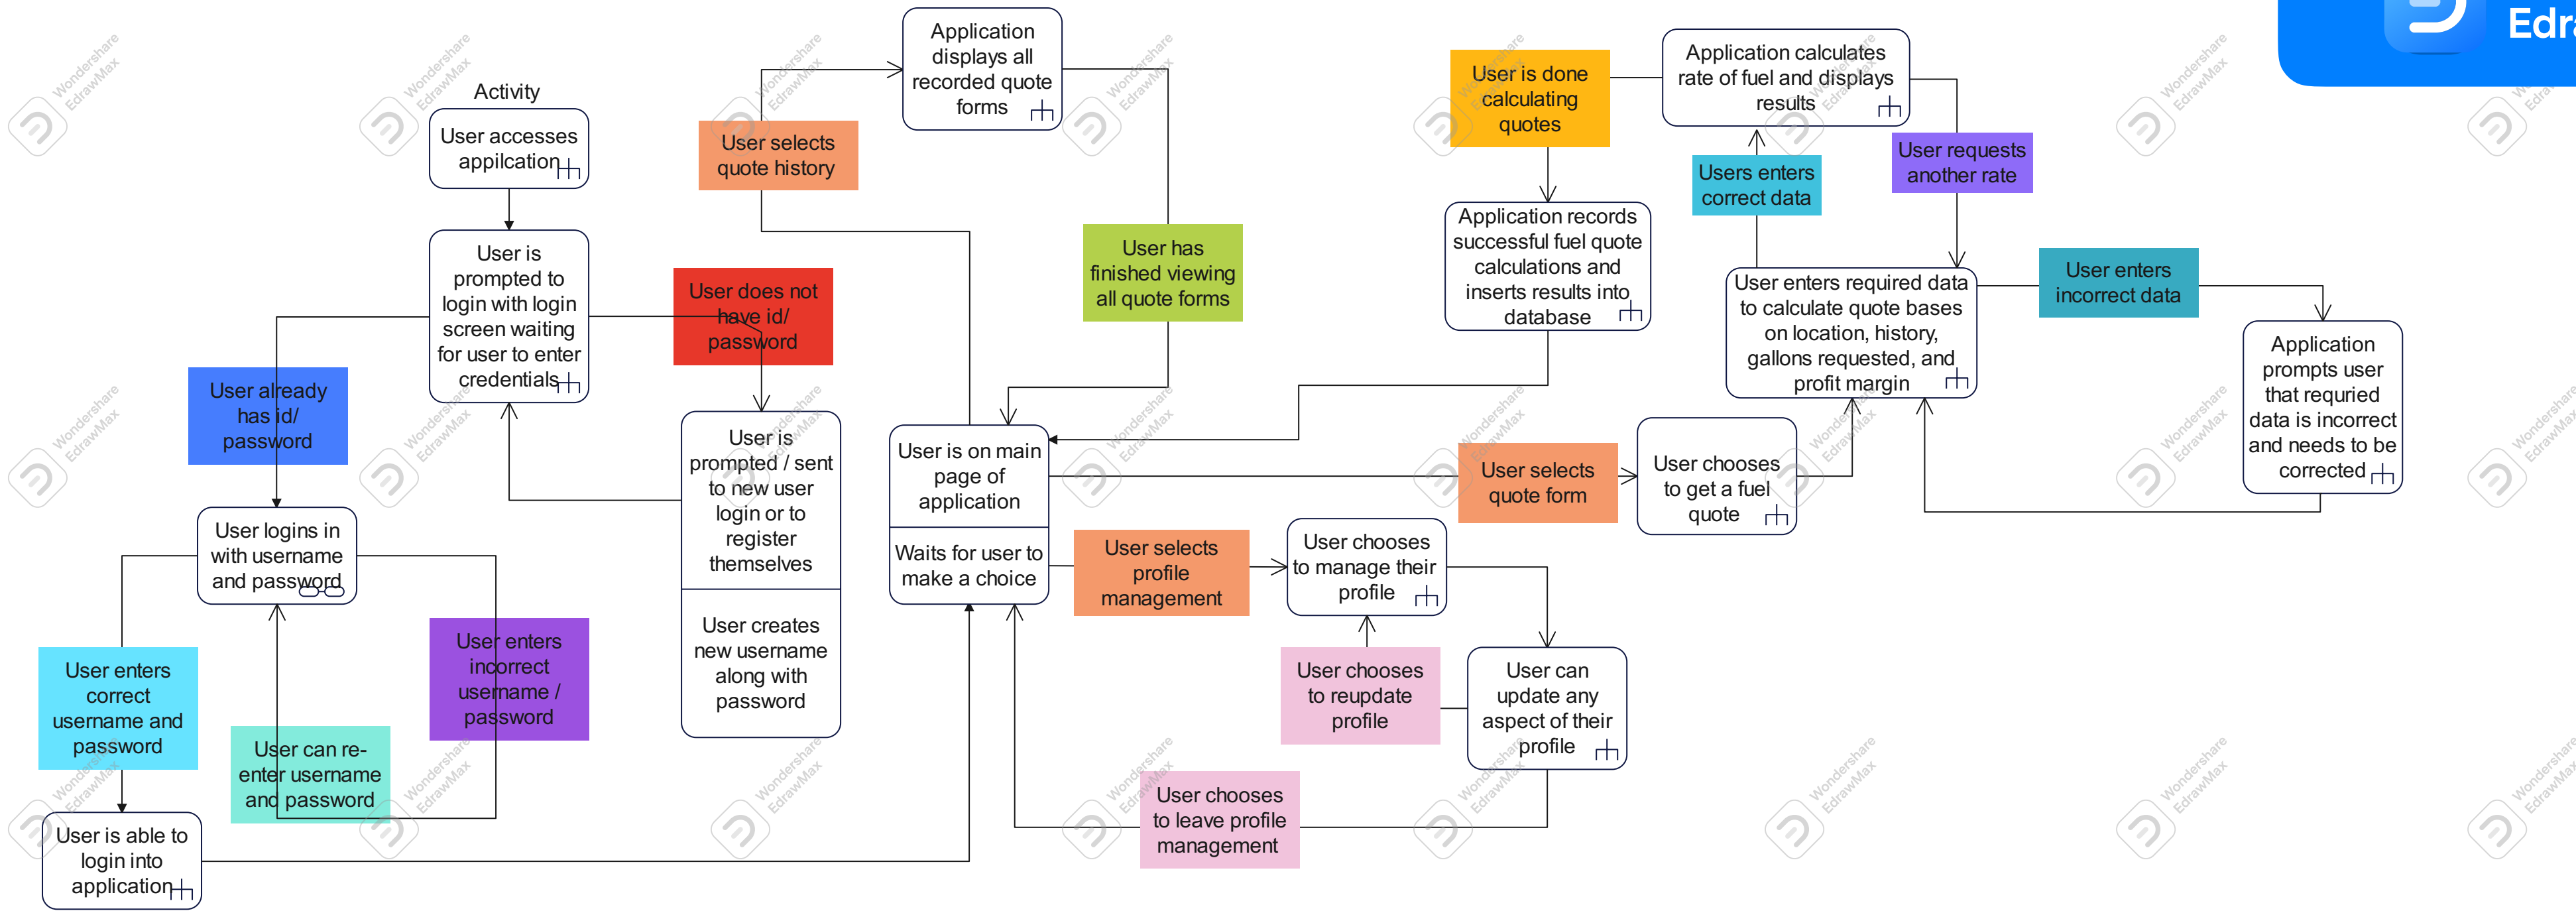 Activity
User accesses
appilcation
User is
prompted to
login with login
screen waiting
for user to enter
credentials
User already
has id/
password
User does not
have id/
password
User logins in
with username
and password
User enters
correct
username and
password
User can re-
enter username
and password
User enters
incorrect
username /
password
User is able to
login into
application
User is
prompted / sent
to new user
login or to
register
themselves
User creates
new username
along with
password
User selects
quote history
Application
displays all
recorded quote
forms
User has
finished viewing
all quote forms
User is on main
page of
application
Waits for user to
make a choice
User selects
profile
management
User chooses
to manage their
profile
User chooses
to reupdate
profile
User can
update any
aspect of their
profile
User chooses
to leave profile
management
User selects
quote form
User chooses
to get a fuel
quote
User is done
calculating
quotes
Application records
successful fuel quote
calculations and
inserts results into
database
Application calculates
rate of fuel and displays
results
Users enters
correct data
User requests
another rate
User enters required data
to calculate quote bases
on location, history,
gallons requested, and
profit margin
User enters
incorrect data
Application
prompts user
that requried
data is incorrect
and needs to be
corrected
Wondershare
EdrawMax
Edra